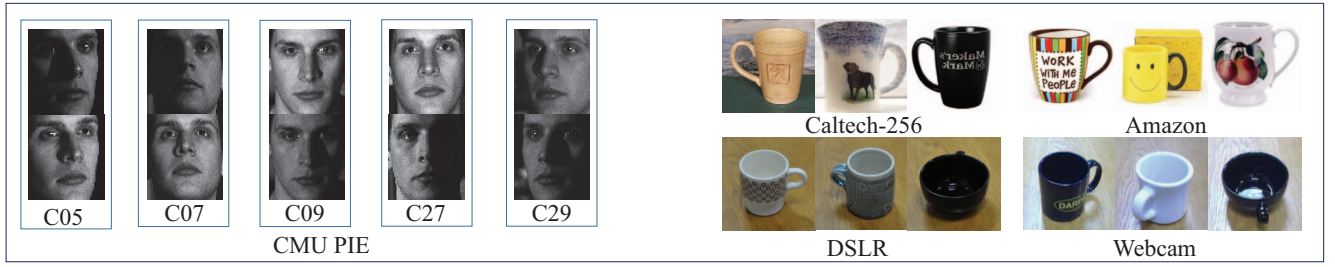 C05
C07
C09
C27
C29
CMU PIE
Maker's
Mark
WORK
WITH ME
PEOPLE
Caltech-256
Amazon
DSLR
Webcam